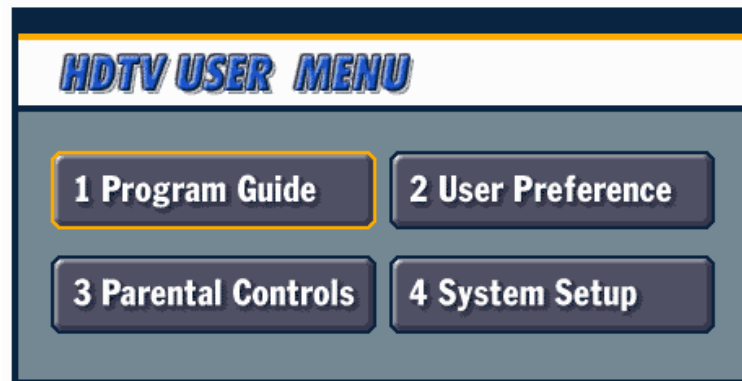 HDTV USER MENU
1 Program Guide
2 User Preference
3 Parental Controls
4 System Setup